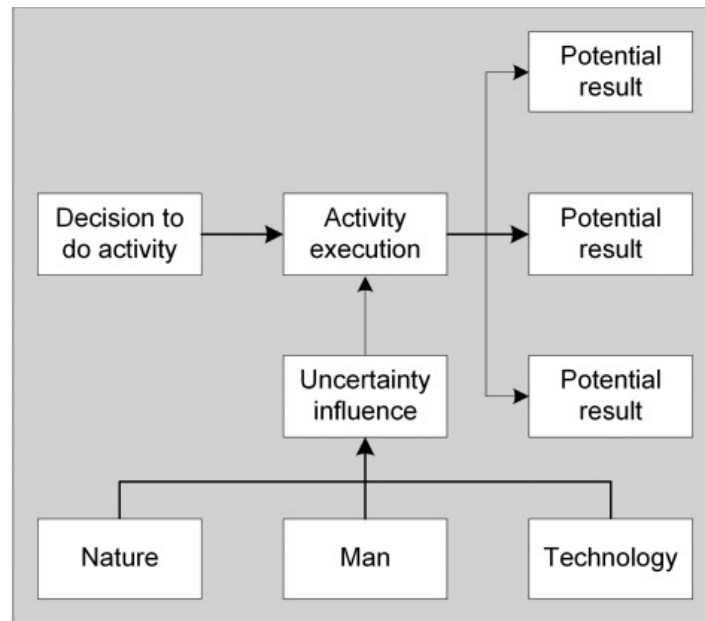 Potential
result
Decision to
do activity
Activity
execution
Potential
result
Uncertainty
influence
Potential
result
Nature
Man
Technology